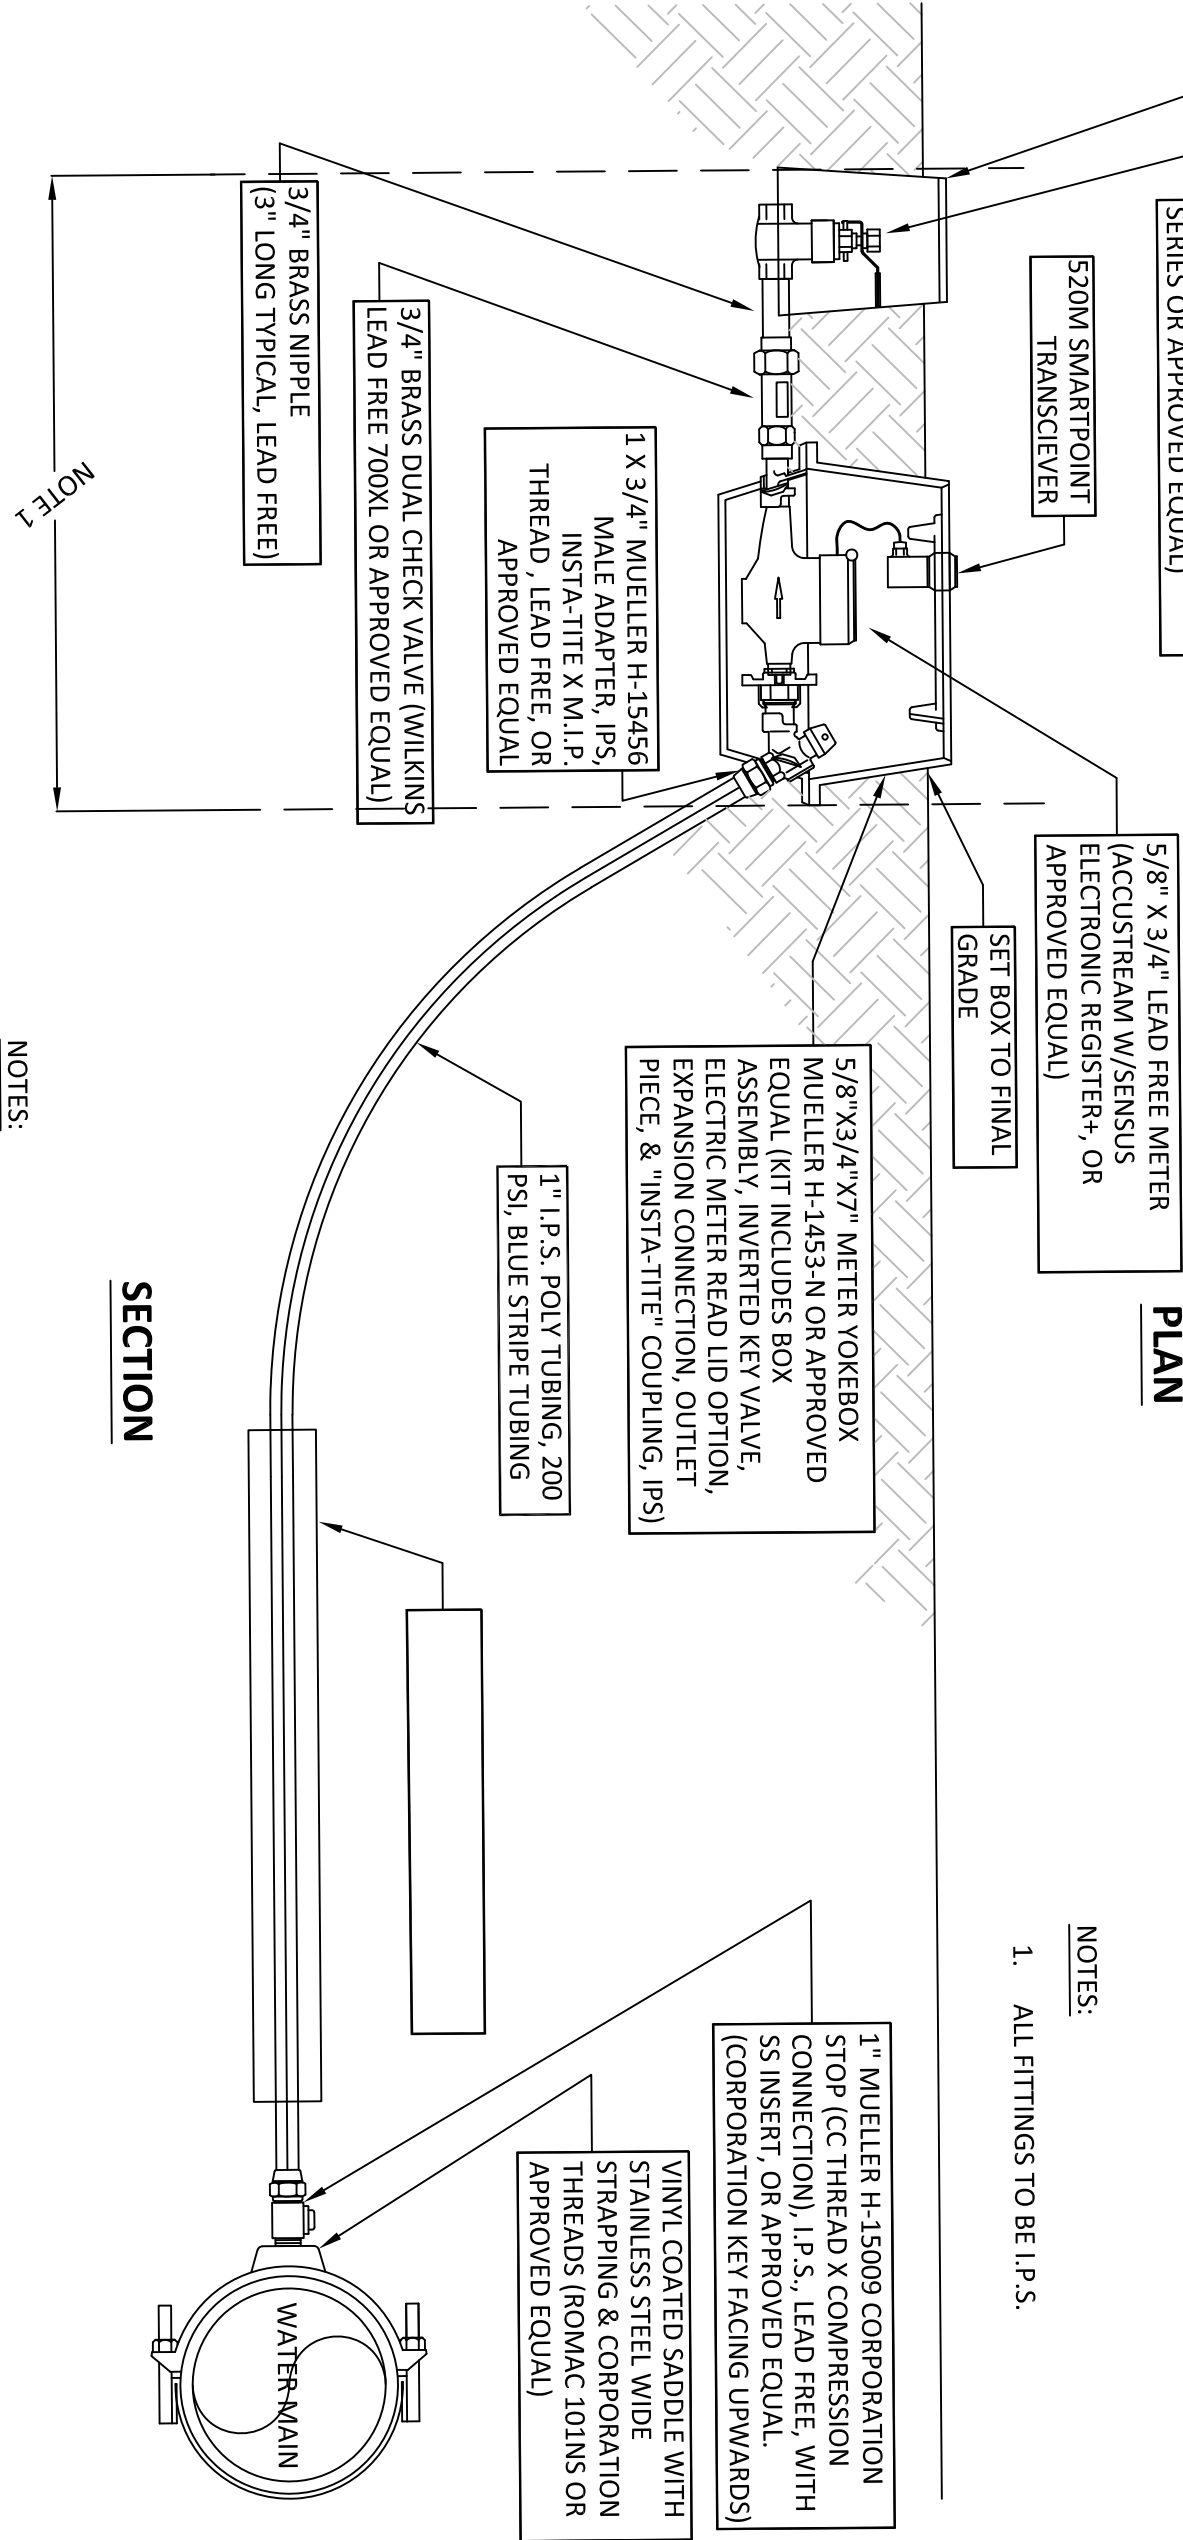 SERIES OR APPROVED EQUAL)
520M SMARTPOINT
TRANSCIEVER
5/8" X 3/4" LEAD FREE METER
(ACCUSTREAM W/SENSUS
ELECTRONIC REGISTER+, OR
APPROVED EQUAL)
PLAN
NOTES:
1. ALL FITTINGS TO BE I.P.S.
SET BOX TO FINAL
GRADE
5/8"X3/4"X7" METER YOKEBOX
MUELLER H-1453-N OR APPROVED
EQUAL (KIT INCLUDES BOX
ASSEMBLY, INVERTED KEY VALVE,
ELECTRIC METER READ LID OPTION,
EXPANSION CONNECTION, OUTLET
PIECE, & "INSTA-TITE" COUPLING, IPS)
1" MUELLER H-15009 CORPORATION
STOP (CC THREAD X COMPRESSION
CONNECTION), I.P.S., LEAD FREE, WITH
SS INSERT, OR APPROVED EQUAL.
(CORPORATION KEY FACING UPWARDS)
1 X 3/4" MUELLER H-15456
MALE ADAPTER, IPS,
INSTA-TITE X M.I.P.
THREAD , LEAD FREE, OR
APPROVED EQUAL
VINYL COATED SADDLE WITH
STAINLESS STEEL WIDE
STRAPPING & CORPORATION
THREADS (ROMAC 101NS OR
APPROVED EQUAL)
1" I.P.S. POLY TUBING, 200
PSI, BLUE STRIPE TUBING
3/4" BRASS DUAL CHECK VALVE (WILKINS
LEAD FREE 700XL OR APPROVED EQUAL)
3/4" BRASS NIPPLE
(3" LONG TYPICAL, LEAD FREE)
WATER MAIN
NOTE 1
SECTION
NOTES: